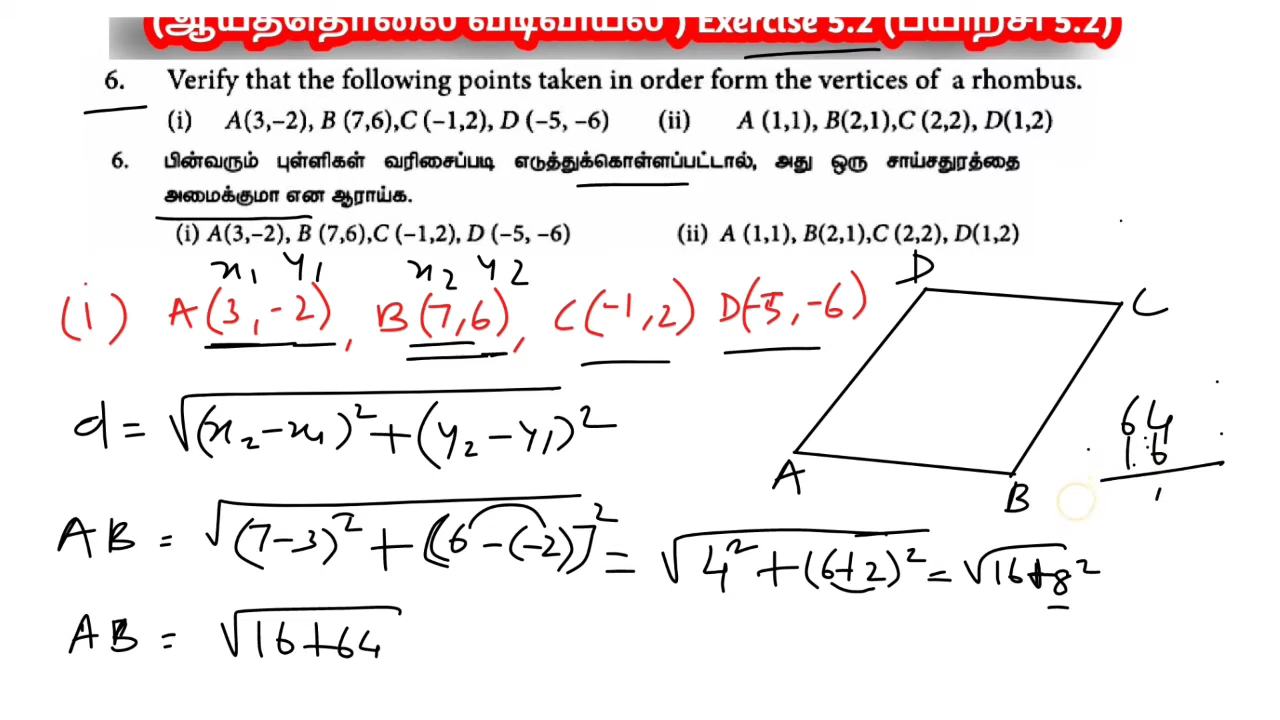 (ஆயத்தொலை வடிவியல் ) Exercise 5.2 (பயிற்சி 5.2)
6. Verify that the following points taken in order form the vertices of a rhombus.
(i) A(3,−2), B (7,6),C (−1,2), D (−5, −6) (ii) A (1,1), B(2,1),C (2,2), D(1,2)
6. பின்வரும் புள்ளிகள் வரிசைப்படி எடுத்துக்கொள்ளப்பட்டால், அது ஒரு சாய்சதுரத்தை
அமைக்குமா என ஆராய்க.
(i) A(3,−2), B (7,6),C (−1,2), D (−5, −6) (ii) A (1,1), B(2,1),C (2,2), D(1,2)
x₁ y₁ x₂ y₂
(i) A(3,-2), B(7,6), C(-1,2) D(-5,-6)
D
C
d = √(x₂-x₁)²+(y₂-y₁)²
64
16
A
B
AB = √(7-3)²+(6-(-2)]² = √4²+(6+2)² = √16+8²
AB = √16+64